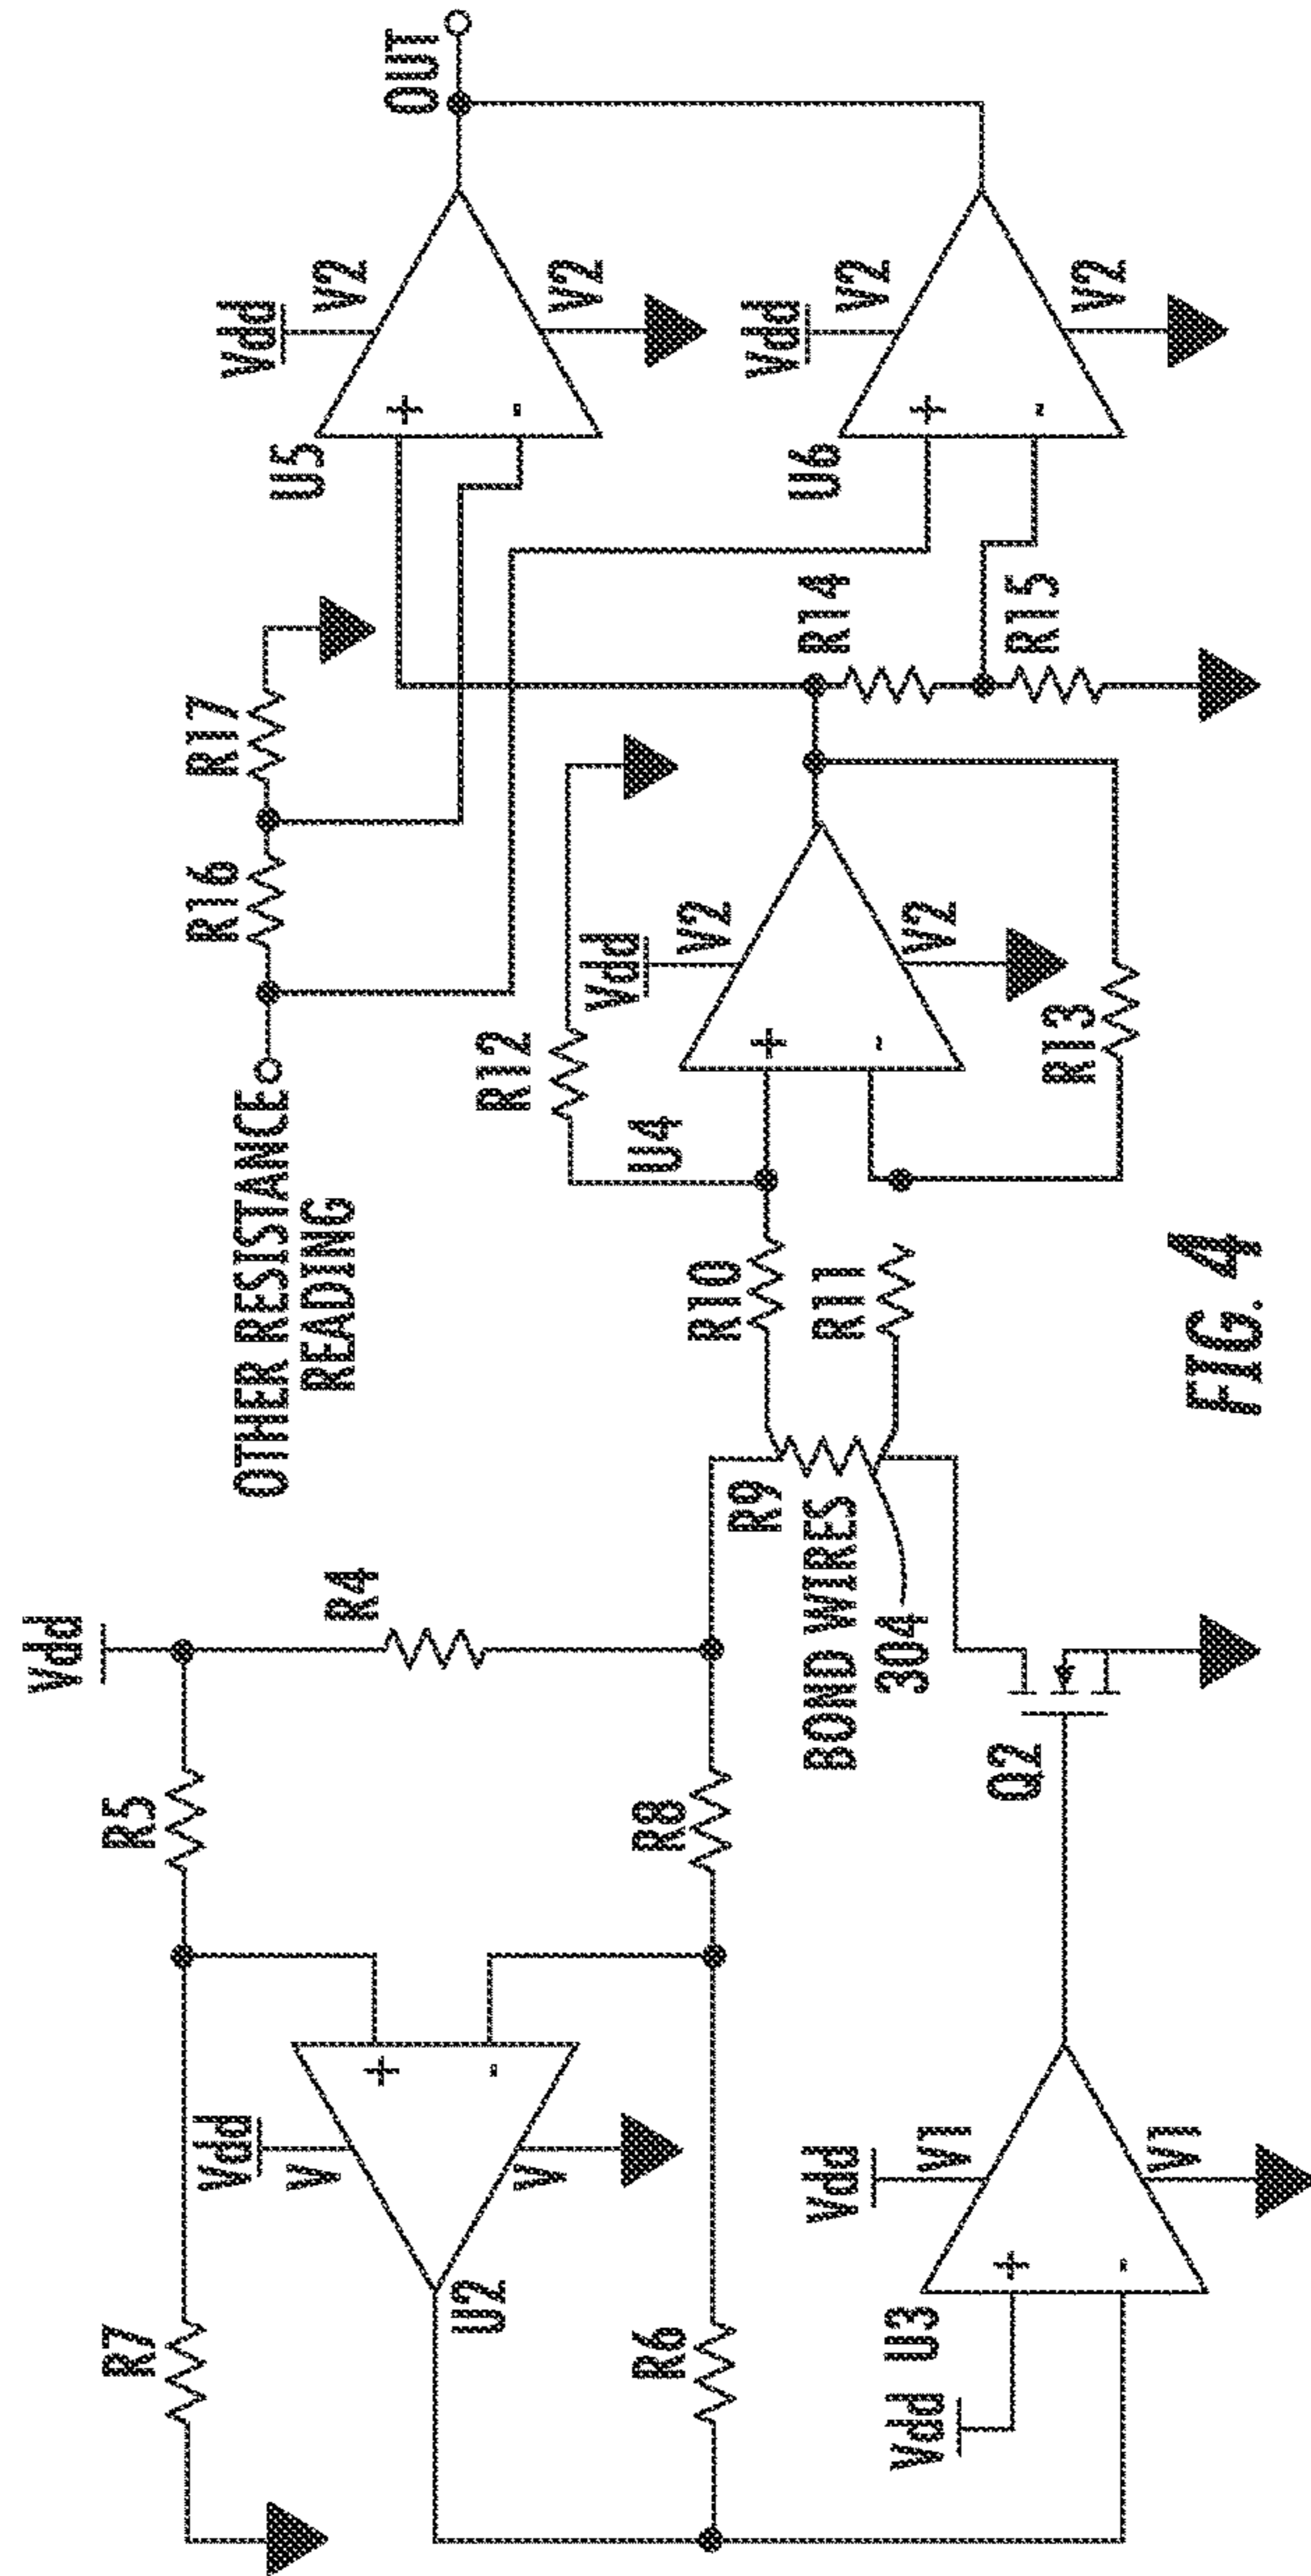 Vdd
R7
R5
R4
Vdd
V
V
U2
R6
R8
Vdd
U3
Vdd
V1
V1
Q2
R9
BOND WIRES
304
OTHER RESISTANCE
READING
R16
R17
R10
R11
R12
U4
Vdd
V2
V2
R13
R14
R15
U5
Vdd
V2
V2
U6
Vdd
V2
V2
OUT
+
-
+
-
+
-
+
-
+
-
FIG. 4